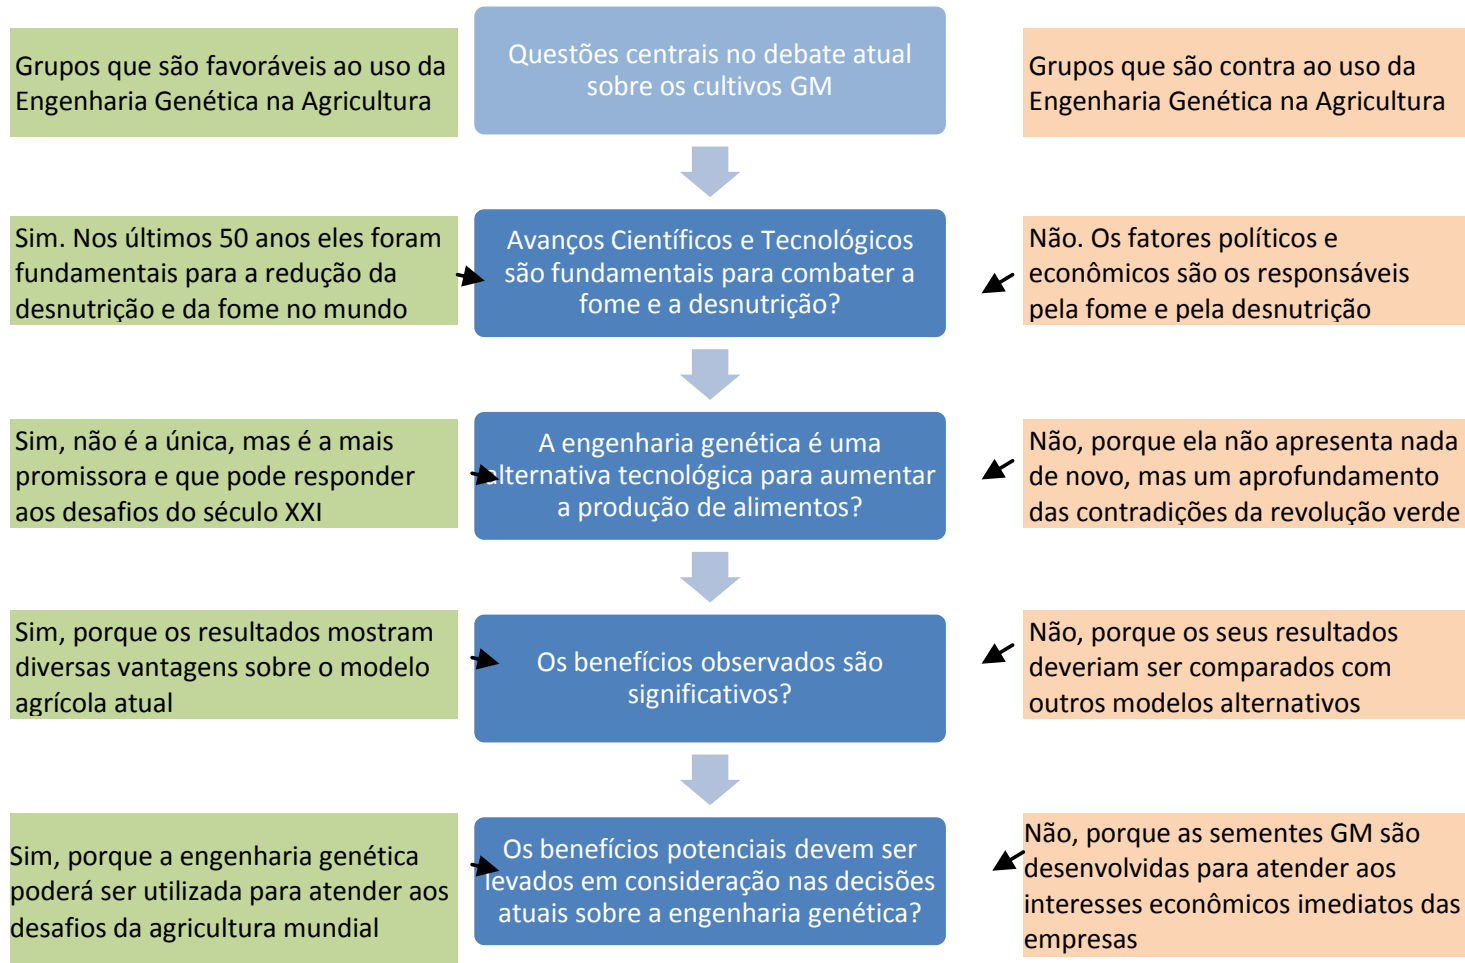 Grupos que são favoráveis ao uso da
Engenharia Genética na Agricultura
Questões centrais no debate atual
sobre os cultivos GM
Grupos que são contra ao uso da
Engenharia Genética na Agricultura
Sim. Nos últimos 50 anos eles foram
fundamentais para a redução da
desnutrição e da fome no mundo
Avanços Científicos e Tecnológicos
são fundamentais para combater a
fome e a desnutrição?
Não. Os fatores políticos e
econômicos são os responsáveis
pela fome e pela desnutrição
Sim, não é a única, mas é a mais
promissora e que pode responder
aos desafios do século XXI
A engenharia genética é uma
alternativa tecnológica para aumentar
a produção de alimentos?
Não, porque ela não apresenta nada
de novo, mas um aprofundamento
das contradições da revolução verde
Sim, porque os resultados mostram
diversas vantagens sobre o modelo
agrícola atual
Os benefícios observados são
significativos?
Não, porque os seus resultados
deveriam ser comparados com
outros modelos alternativos
Sim, porque a engenharia genética
poderá ser utilizada para atender aos
desafios da agricultura mundial
Os benefícios potenciais devem ser
levados em consideração nas decisões
atuais sobre a engenharia genética?
Não, porque as sementes GM são
desenvolvidas para atender aos
interesses econômicos imediatos das
empresas